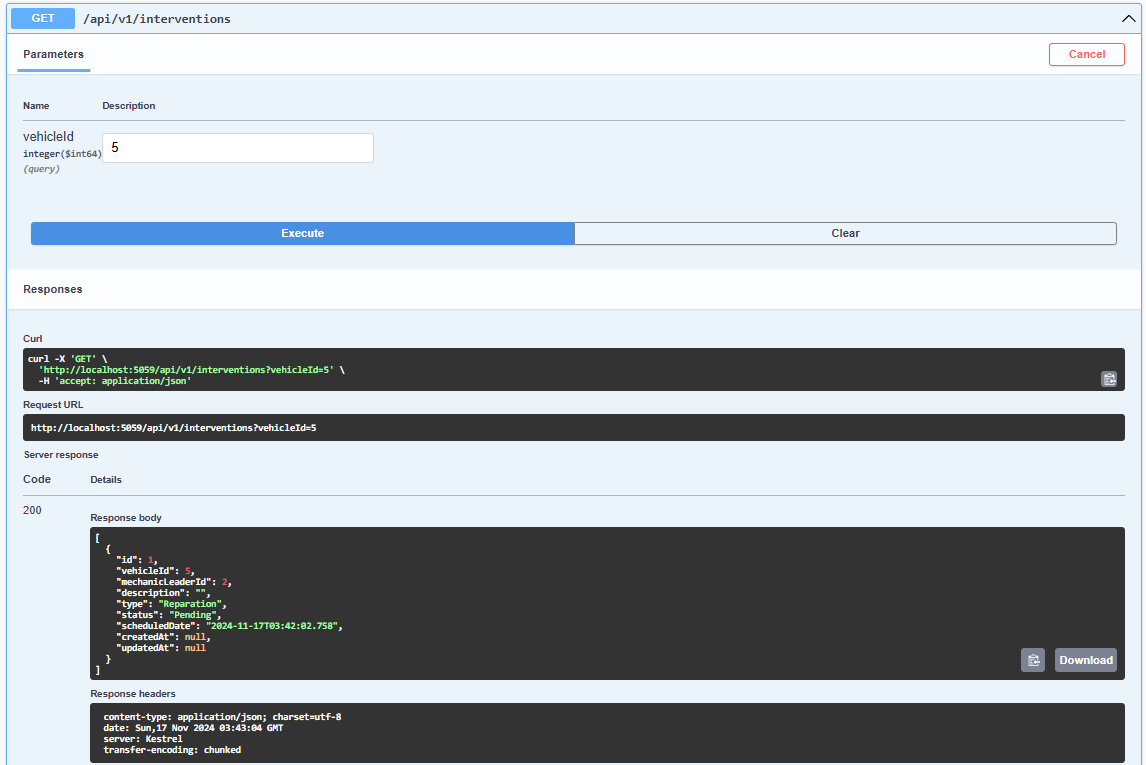 GET /api/v1/interventions
Parameters
Cancel
Name Description
vehicleId
integer($int64)
(query)
5
Execute
Clear
Responses
Curl
curl -X 'GET' \
  'http://localhost:5059/api/v1/interventions?vehicleId=5' \
  -H 'accept: application/json'
Request URL
http://localhost:5059/api/v1/interventions?vehicleId=5
Server response
Code Details
200
Response body
[
  {
    "id": 1,
    "vehicleId": 5,
    "mechanicLeaderId": 2,
    "description": "",
    "type": "Reparation",
    "status": "Pending",
    "scheduledDate": "2024-11-17T03:42:02.758",
    "createdAt": null,
    "updatedAt": null
  }
]
Download
Response headers
content-type: application/json; charset=utf-8
date: Sun,17 Nov 2024 03:43:04 GMT
server: Kestrel
transfer-encoding: chunked